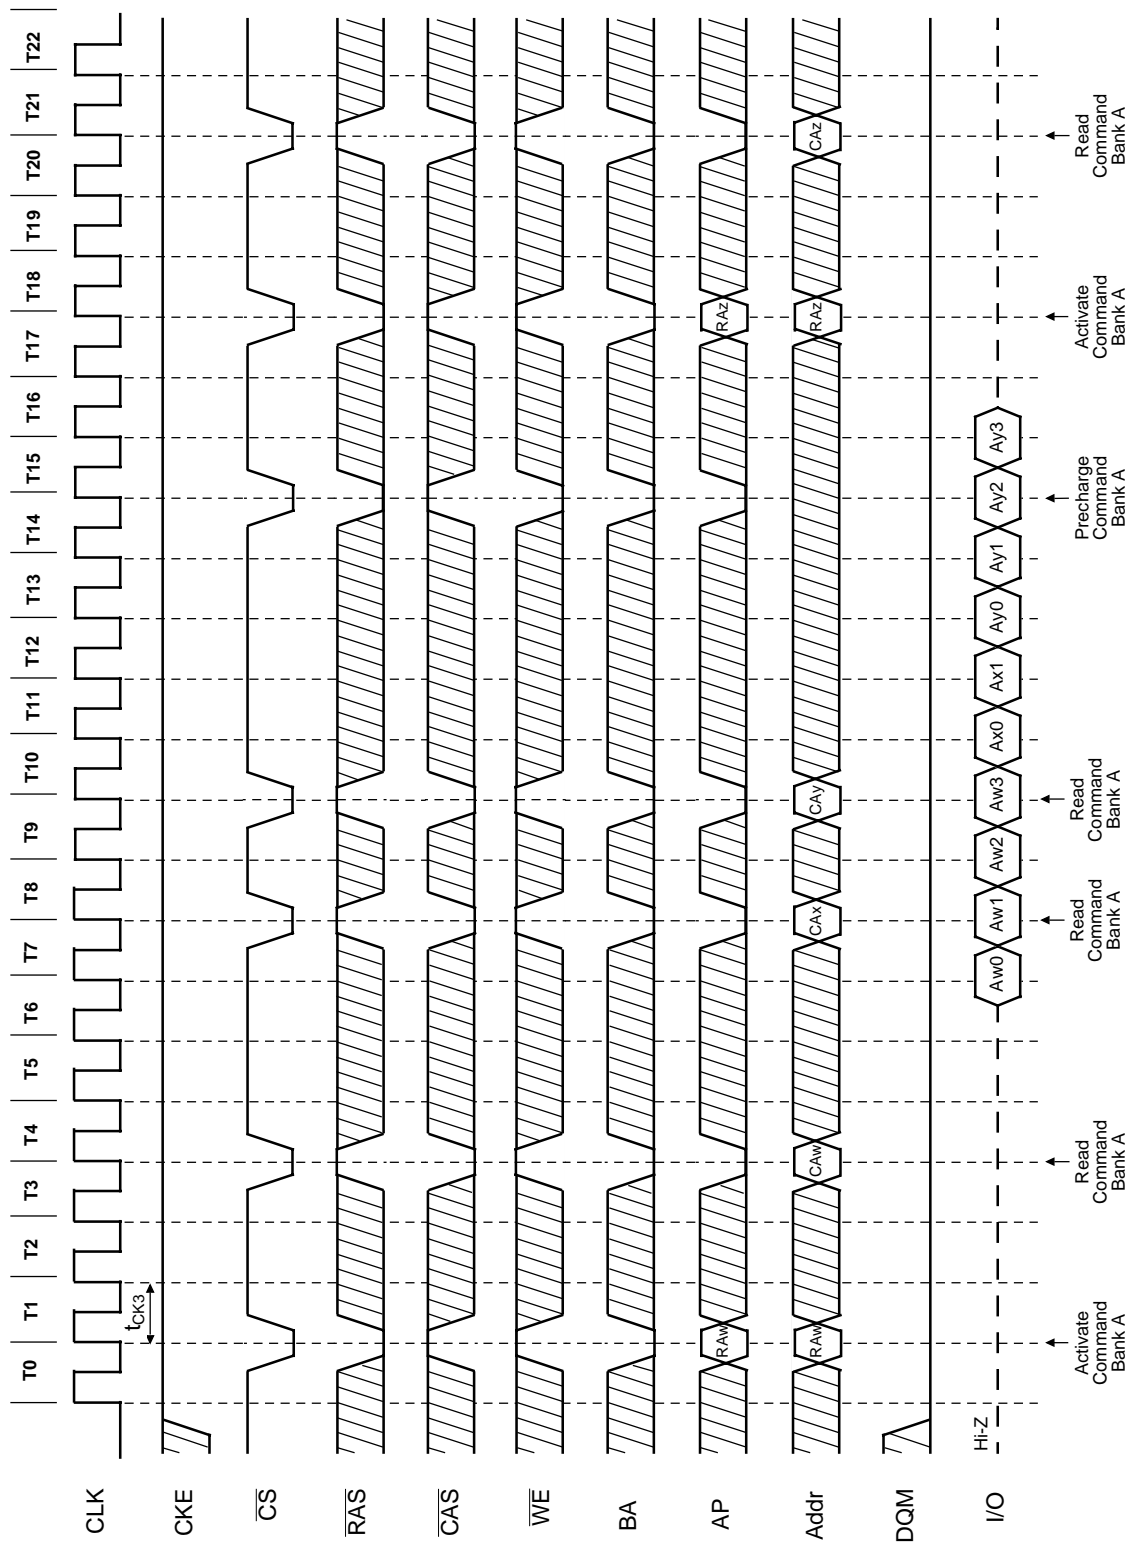 T0 T1 T2 T3 T4 T5 T6 T7 T8 T9 T10 T11 T12 T13 T14 T15 T16 T17 T18 T19 T20 T21 T22
CLK
tCK3
CKE
CS
RAS
CAS
WE
BA
AP RAw RAz
Addr RAw CAw CAx CAy RAz CAz
DQM
I/O Hi-Z Aw0 Aw1 Aw2 Aw3 Ax0 Ax1 Ay0 Ay1 Ay2 Ay3
Activate
Command
Bank A
Read
Command
Bank A
Read
Command
Bank A
Read
Command
Bank A
Precharge
Command
Bank A
Activate
Command
Bank A
Read
Command
Bank A